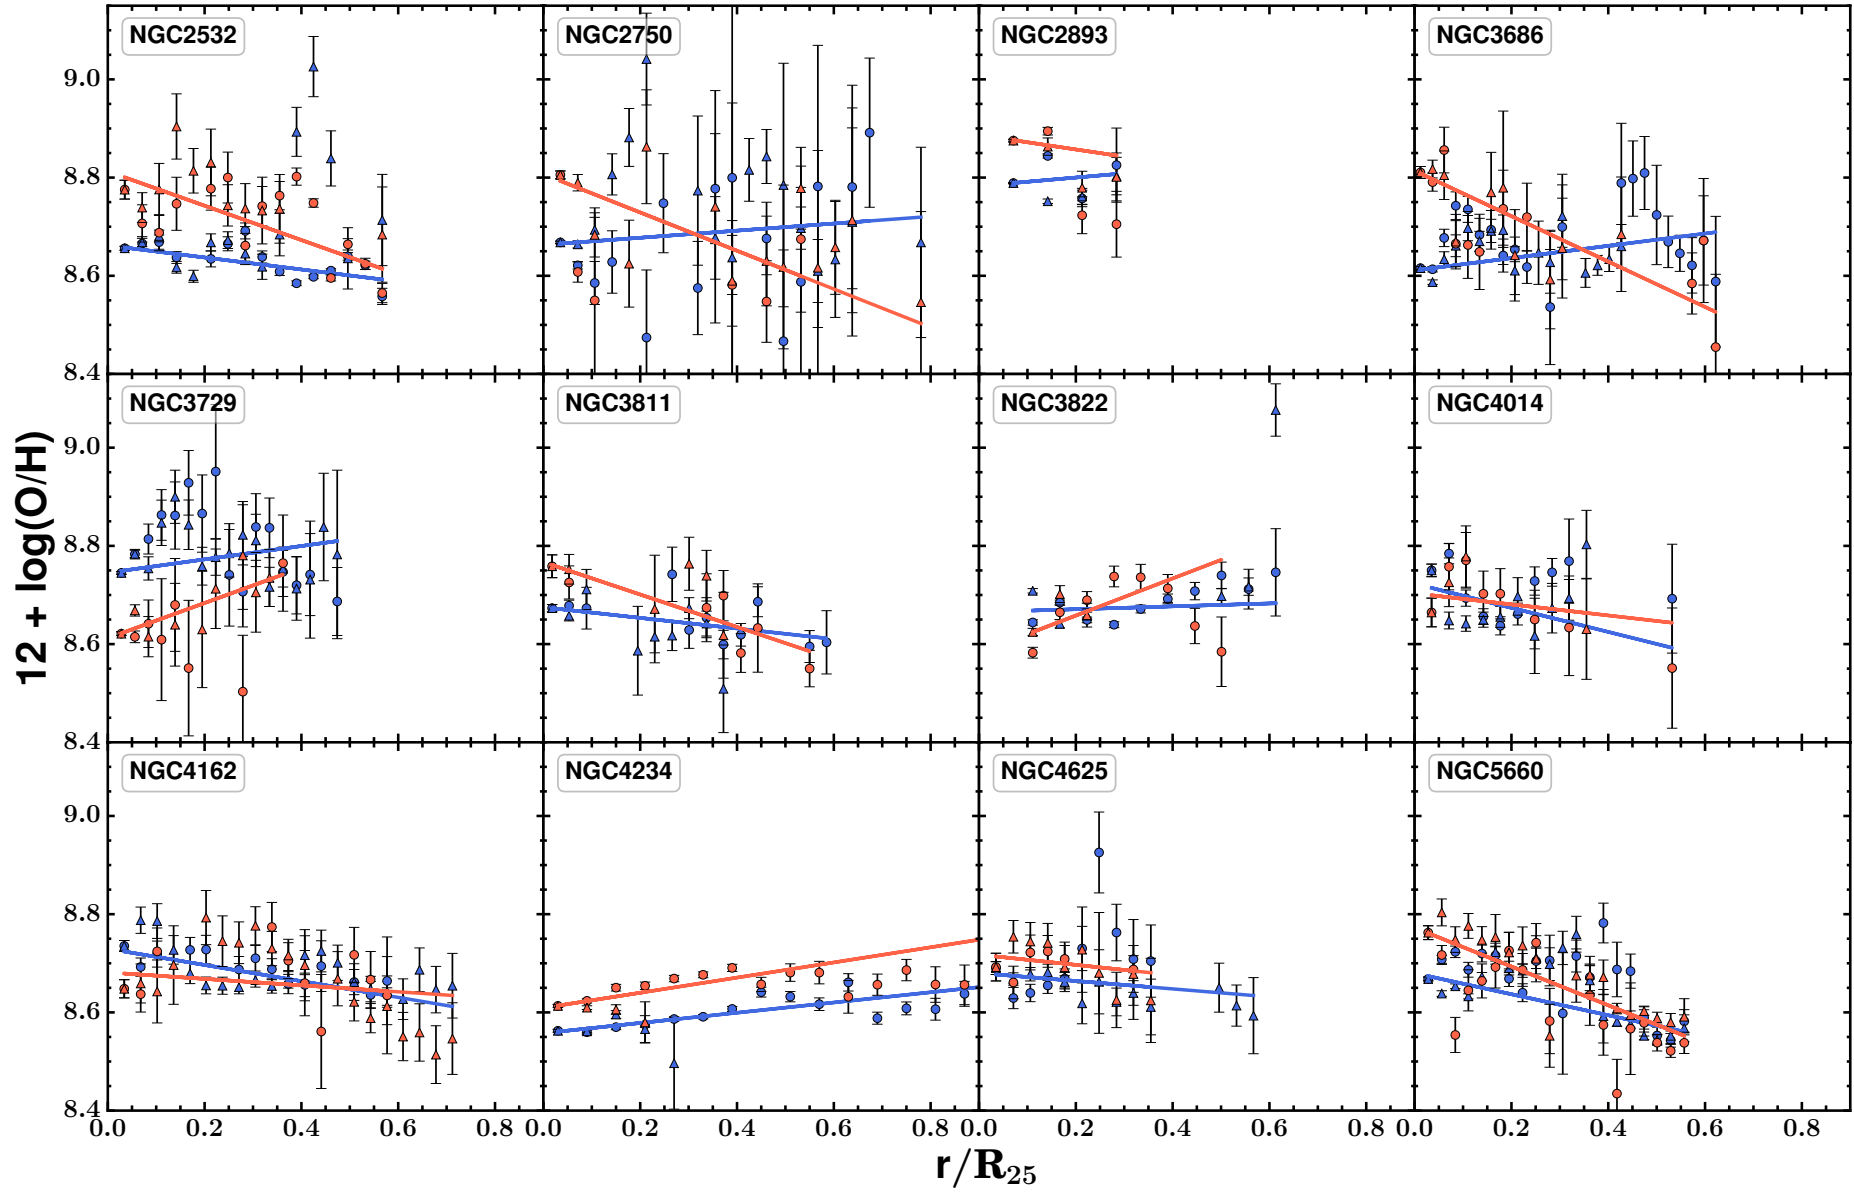 NGC2532 NGC2750 NGC2893 NGC3686
9.0
8.8
8.6
8.4
NGC3729 NGC3811 NGC3822 NGC4014
9.0
8.8
8.6
8.4
NGC4162 NGC4234 NGC4625 NGC5660
9.0
8.8
8.6
8.4
12 + log(O/H)
0.0 0.2 0.4 0.6 0.8 0.0 0.2 0.4 0.6 0.8 0.0 0.2 0.4 0.6 0.8 0.0 0.2 0.4 0.6 0.8
r/R₂₅